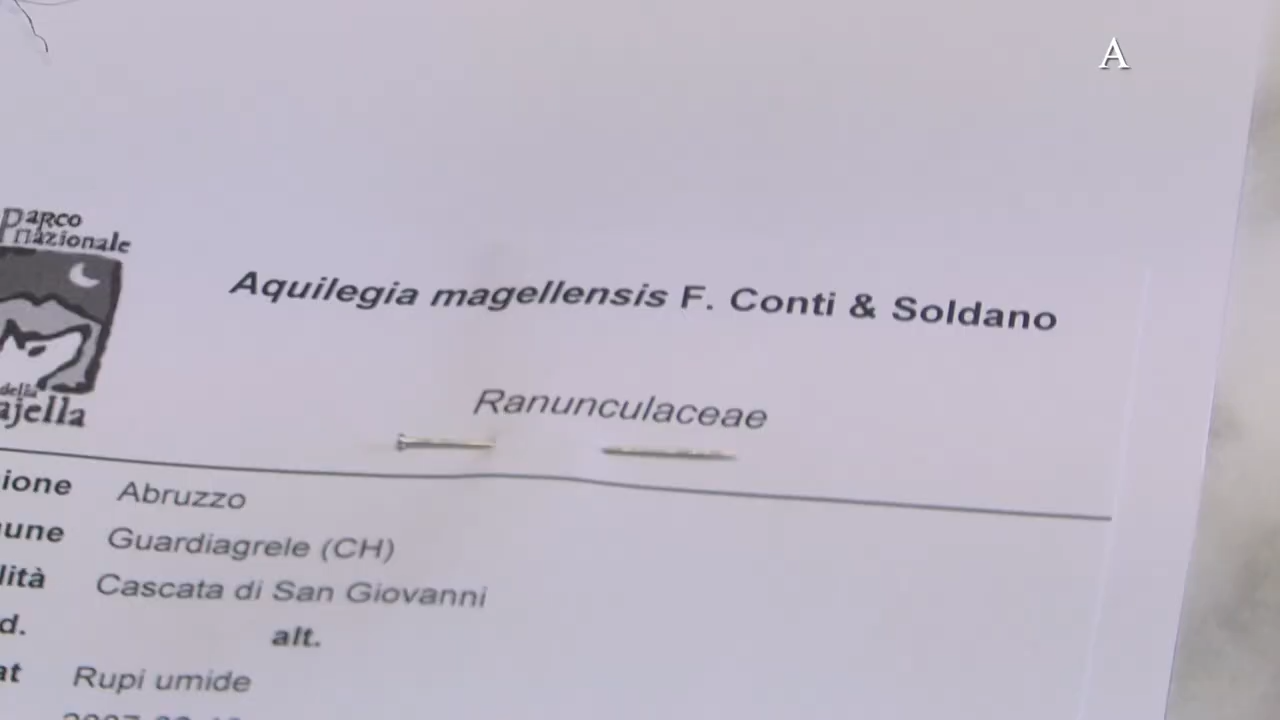 A
Parco
nazionale
della
ajella
Aquilegia magellensis F. Conti & Soldano
Ranunculaceae
ione Abruzzo
une Guardiagrele (CH)
lità Cascata di San Giovanni
d. alt.
at Rupi umide